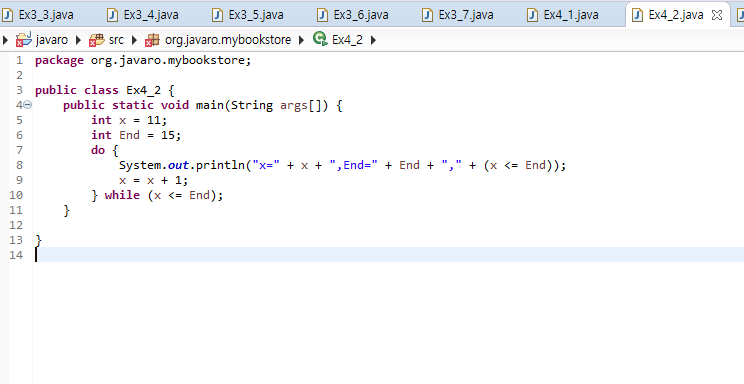 Ex3_3.java Ex3_4.java Ex3_5.java Ex3_6.java Ex3_7.java Ex4_1.java Ex4_2.java
javaro src org.javaro.mybookstore Ex4_2
1 package org.javaro.mybookstore;
2
3 public class Ex4_2 {
4 public static void main(String args[]) {
5 int x = 11;
6 int End = 15;
7 do {
8 System.out.println("x=" + x + ",End=" + End + "," + (x <= End));
9 x = x + 1;
10 } while (x <= End);
11 }
12
13 }
14